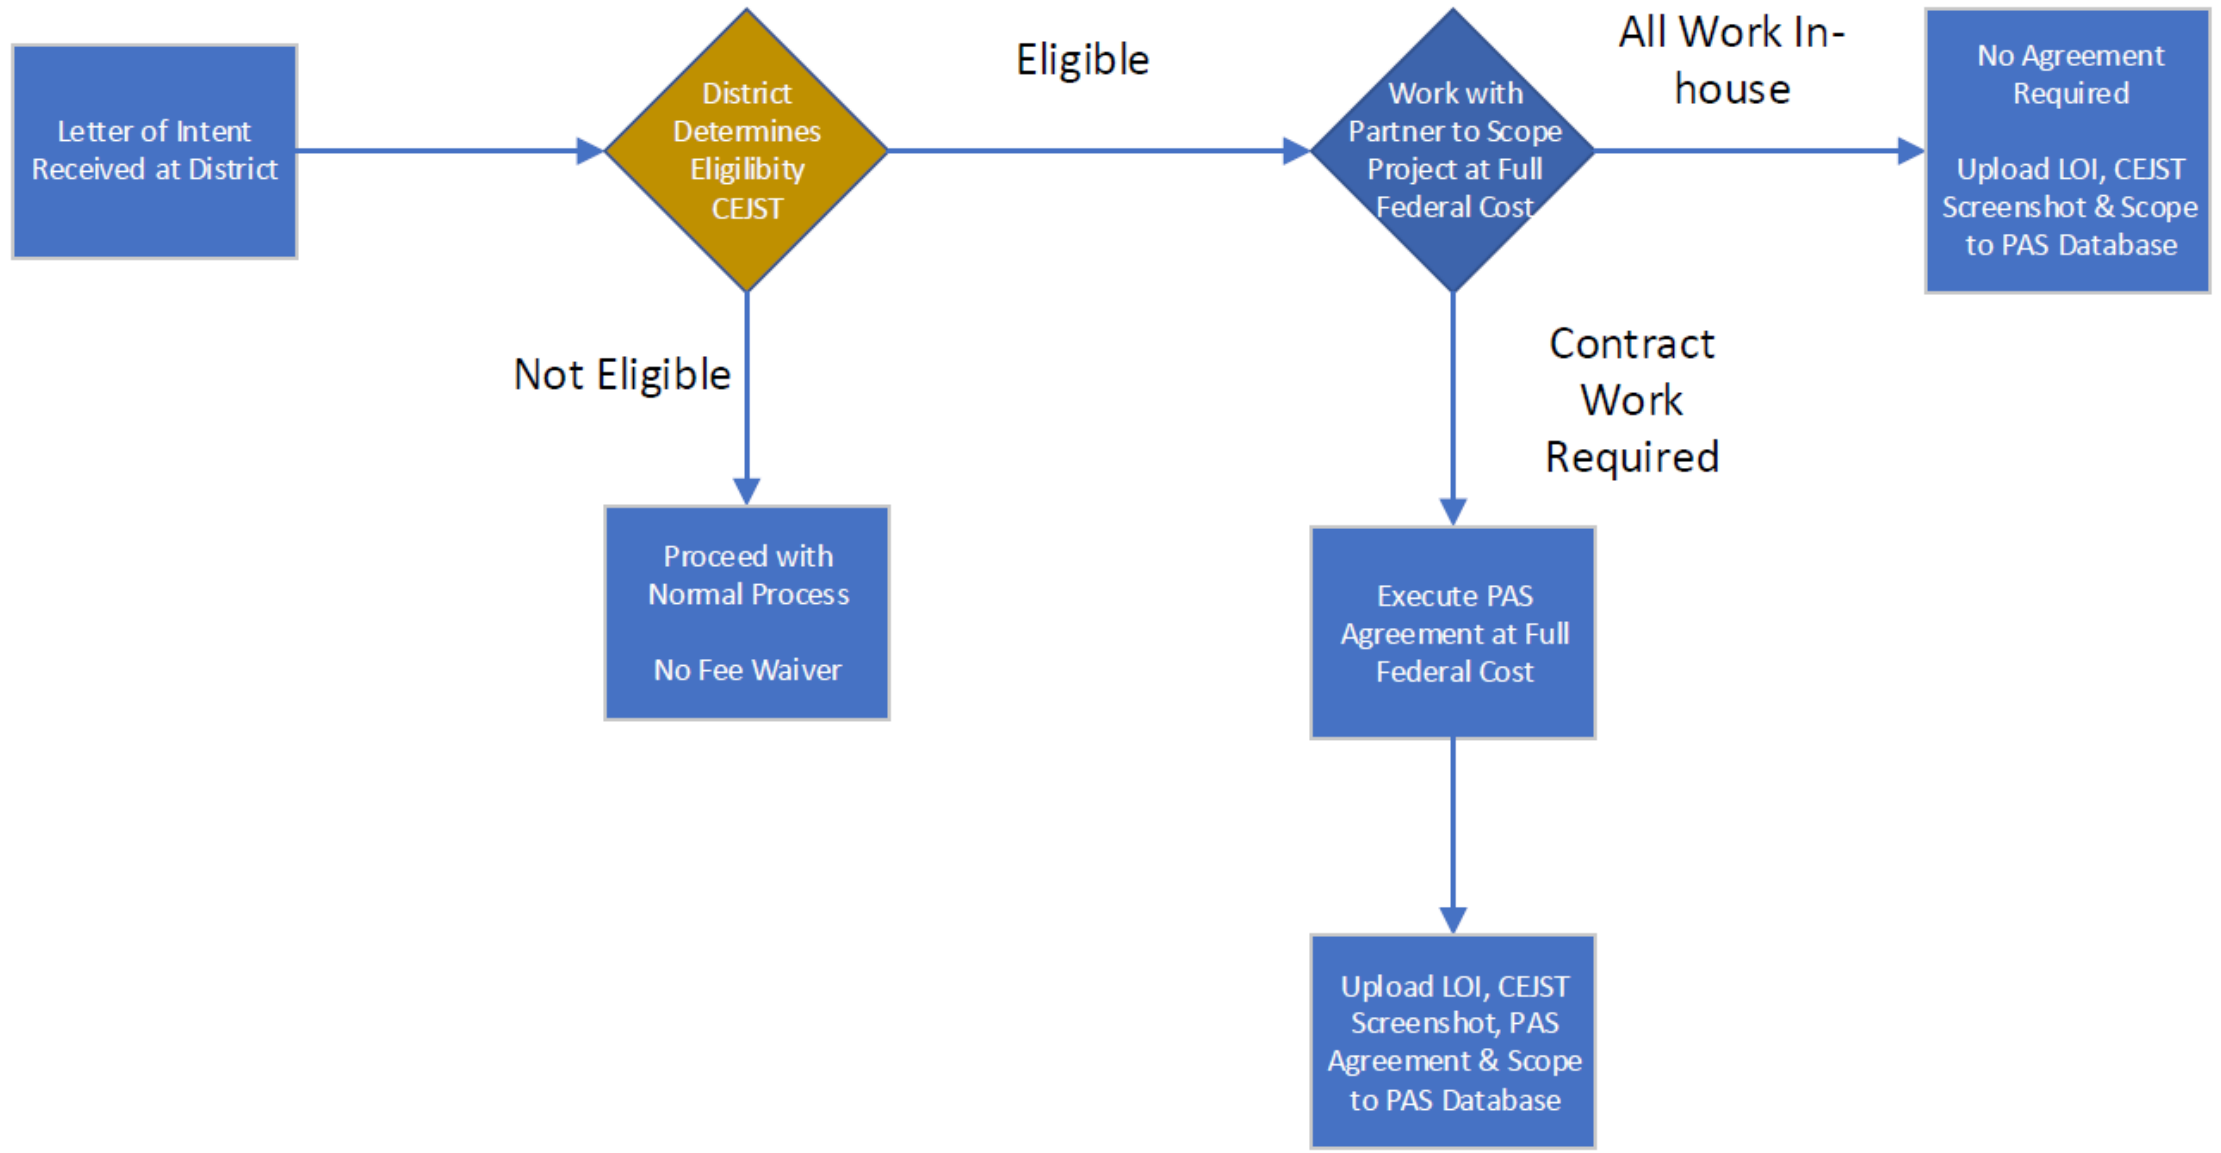 Letter of Intent
Received at District
District
Determines
Eligilibity
CEJST
Eligible
Not Eligible
Proceed with
Normal Process
No Fee Waiver
Work with
Partner to Scope
Project at Full
Federal Cost
All Work In-
house
No Agreement
Required
Upload LOI, CEJST
Screenshot & Scope
to PAS Database
Contract
Work
Required
Execute PAS
Agreement at Full
Federal Cost
Upload LOI, CEJST
Screenshot, PAS
Agreement & Scope
to PAS Database